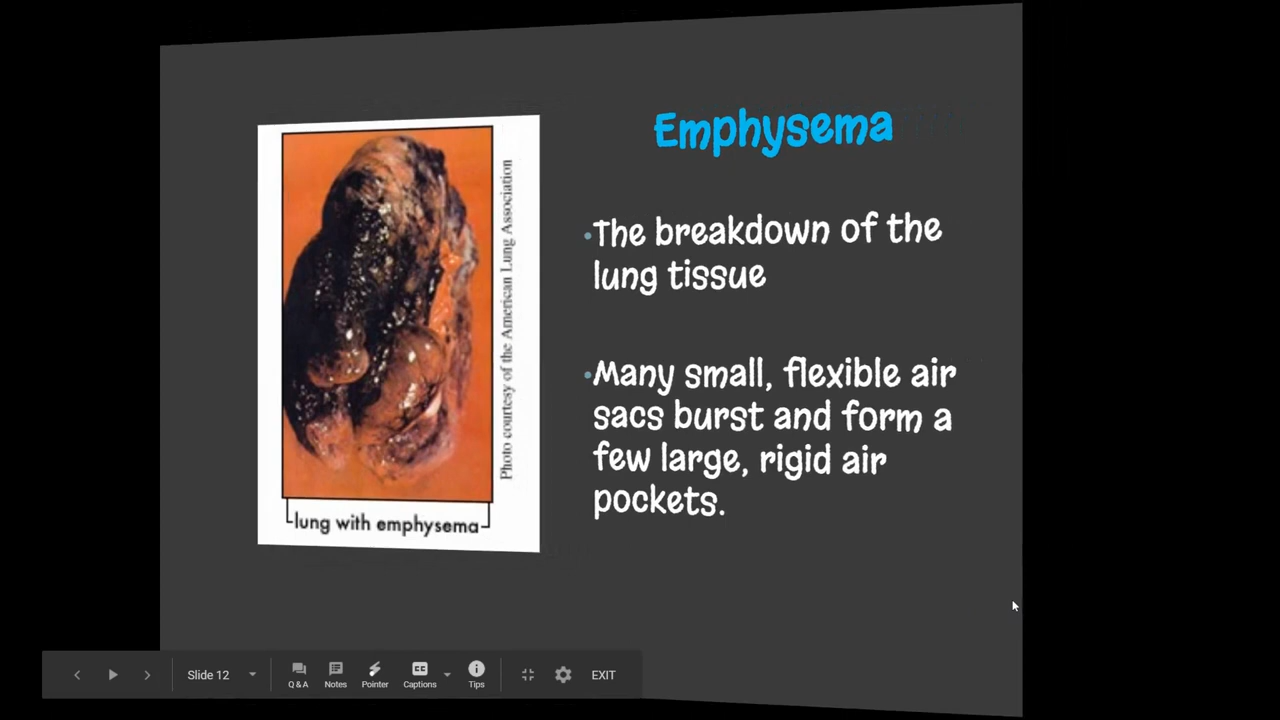 Emphysema
•The breakdown of the
lung tissue
•Many small, flexible air
sacs burst and form a
few large, rigid air
pockets.
Photo courtesy of the American Lung Association
lung with emphysema
Slide 12
Q & A
Notes
Pointer
CC
Captions
Tips
EXIT